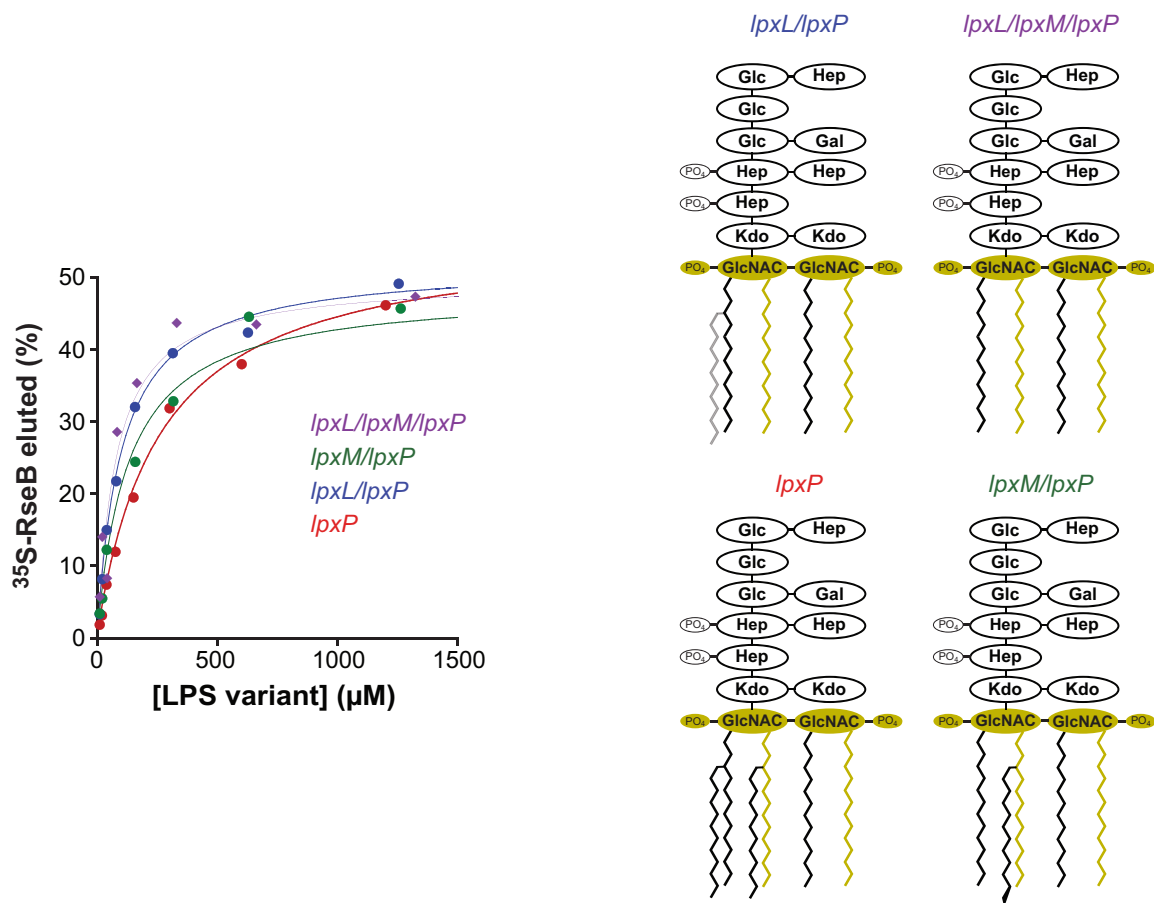 lpxL/lpxP
lpxL/lpxM/lpxP
Glc Hep
Glc Hep
Glc
Glc
Glc Gal
Glc Gal
PO4 Hep Hep
PO4 Hep Hep
PO4 Hep
PO4 Hep
Kdo Kdo
Kdo Kdo
PO4 GlcNAC GlcNAC PO4
PO4 GlcNAC GlcNAC PO4
35S-RseB eluted (%)
50
40
30
20
10
0
0 500 1000 1500
[LPS variant] (µM)
lpxL/lpxM/lpxP
lpxM/lpxP
lpxL/lpxP
lpxP
lpxP
lpxM/lpxP
Glc Hep
Glc Hep
Glc
Glc
Glc Gal
Glc Gal
PO4 Hep Hep
PO4 Hep Hep
PO4 Hep
PO4 Hep
Kdo Kdo
Kdo Kdo
PO4 GlcNAC GlcNAC PO4
PO4 GlcNAC GlcNAC PO4